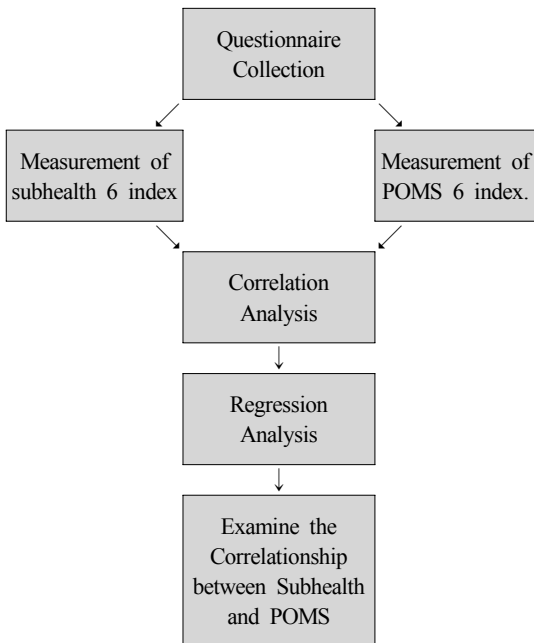 Questionnaire
Collection
Measurement of
subhealth 6 index
Measurement of
POMS 6 index.
Correlation
Analysis
Regression
Analysis
Examine the
Correlationship
between Subhealth
and POMS